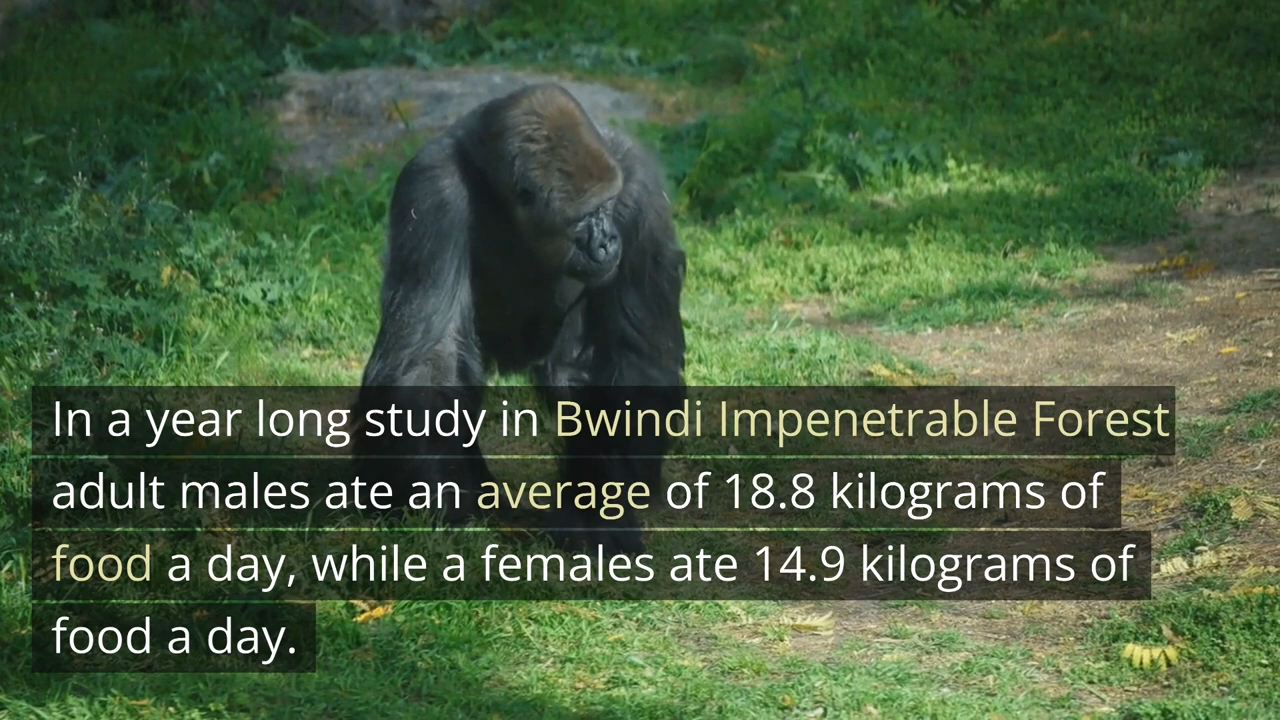 In a year long study in Bwindi Impenetrable Forest
adult males ate an average of 18.8 kilograms of
food a day, while a females ate 14.9 kilograms of
food a day.